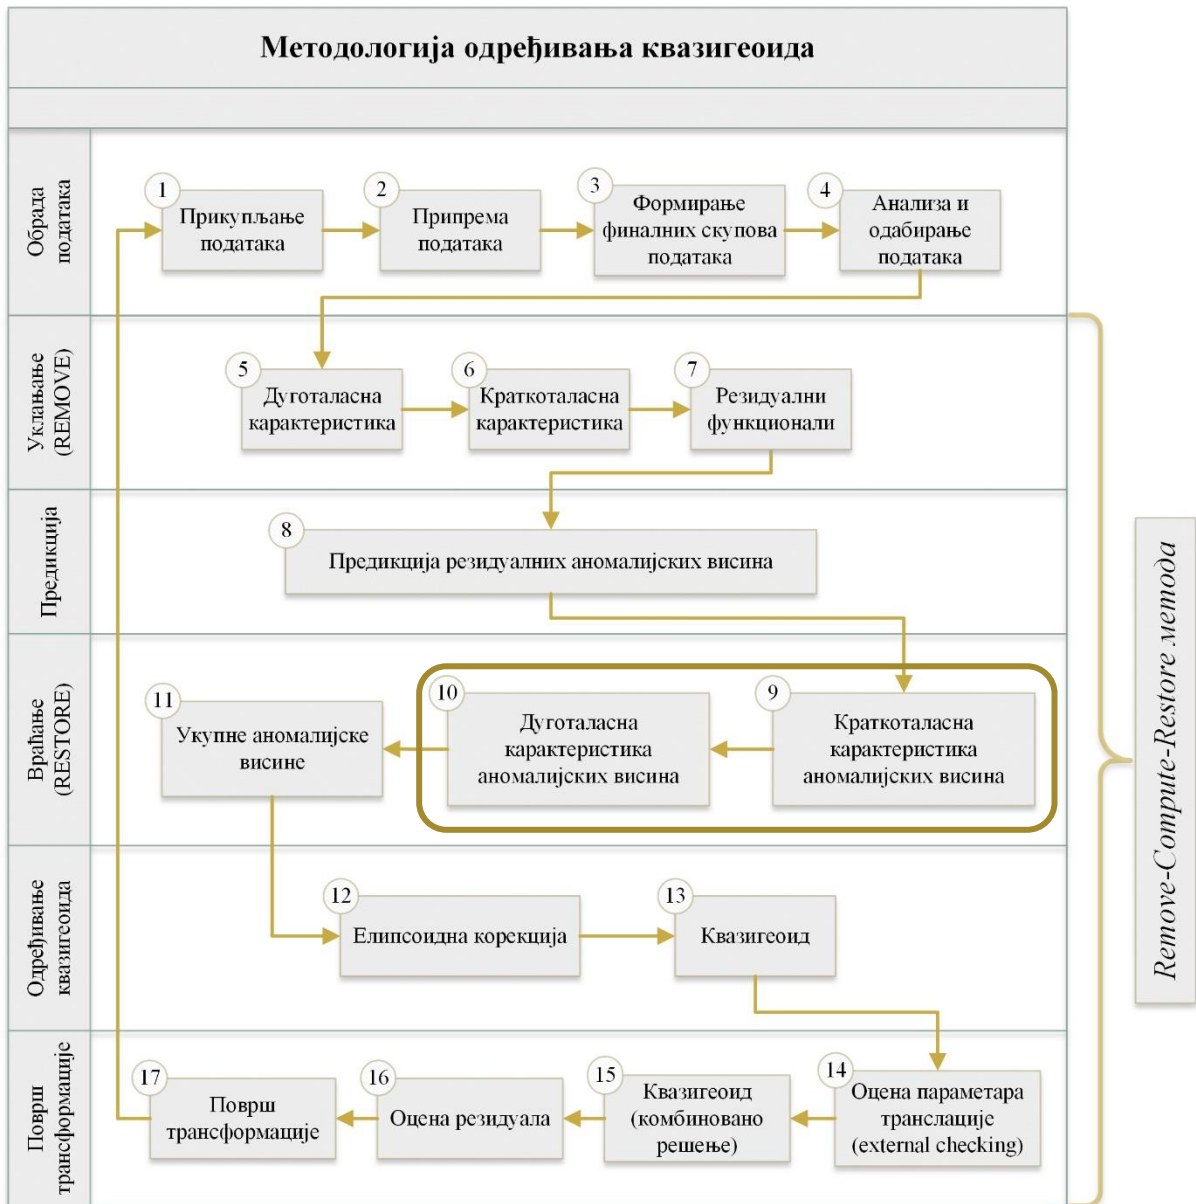 Методологија одређивања квазигеоида
Обрада
података
1
Прикупљање
података
2
Припрема
података
3
Формирање
финалних скупова
података
4
Анализа и
одабирање
података
Уклањање
(REMOVE)
5
Дуготаласна
карактеристика
6
Краткоталасна
карактеристика
7
Резидуални
функционали
Предикција
8
Предикција резидуалних аномалијских висина
Враћање
(RESTORE)
11
Укупне аномалијске
висине
10
Дуготаласна
карактеристика
аномалијских висина
9
Краткоталасна
карактеристика
аномалијских висина
Одређивање
квазигеоида
12
Елипсоидна корекција
13
Квазигеоид
Површ
трансформације
17
Површ
трансформације
16
Оцена резидуала
15
Квазигеоид
(комбиновано
решење)
14
Оцена параметара
транслације
(external checking)
Remove-Compute-Restore метода